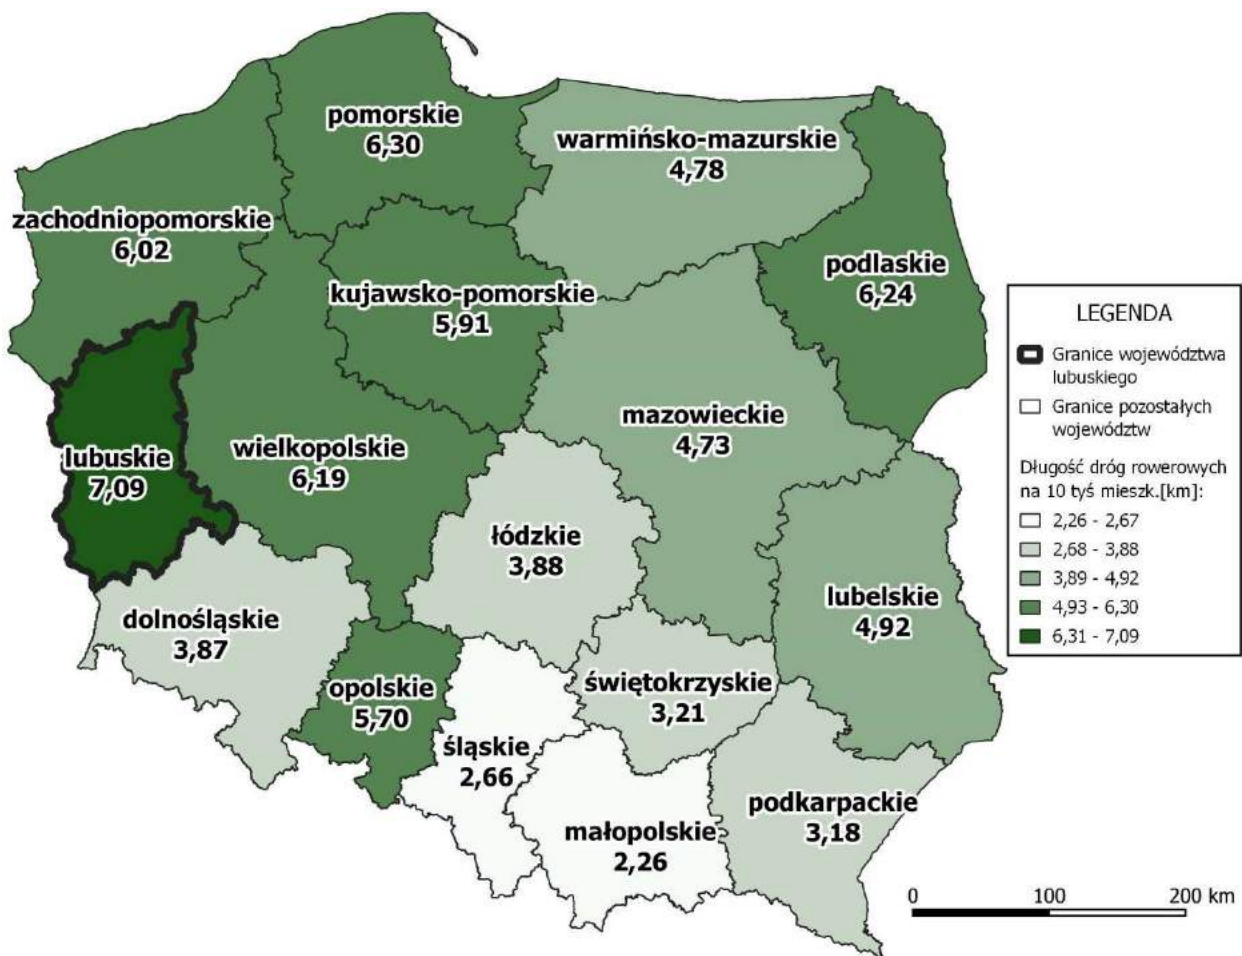 pomorskie
6,30
warmińsko-mazurskie
4,78
zachodniopomorskie
6,02
podlaskie
6,24
kujawsko-pomorskie
5,91
mazowieckie
4,73
lubuskie
7,09
wielkopolskie
6,19
łódzkie
3,88
dolnośląskie
3,87
lubelskie
4,92
opolskie
5,70
świętokrzyskie
3,21
śląskie
2,66
małopolskie
2,26
podkarpackie
3,18
LEGENDA
Granice województwa
lubuskiego
Granice pozostałych
województw
Długość dróg rowerowych
na 10 tyś mieszk.[km]:
2,26 - 2,67
2,68 - 3,88
3,89 - 4,92
4,93 - 6,30
6,31 - 7,09
0 100 200 km